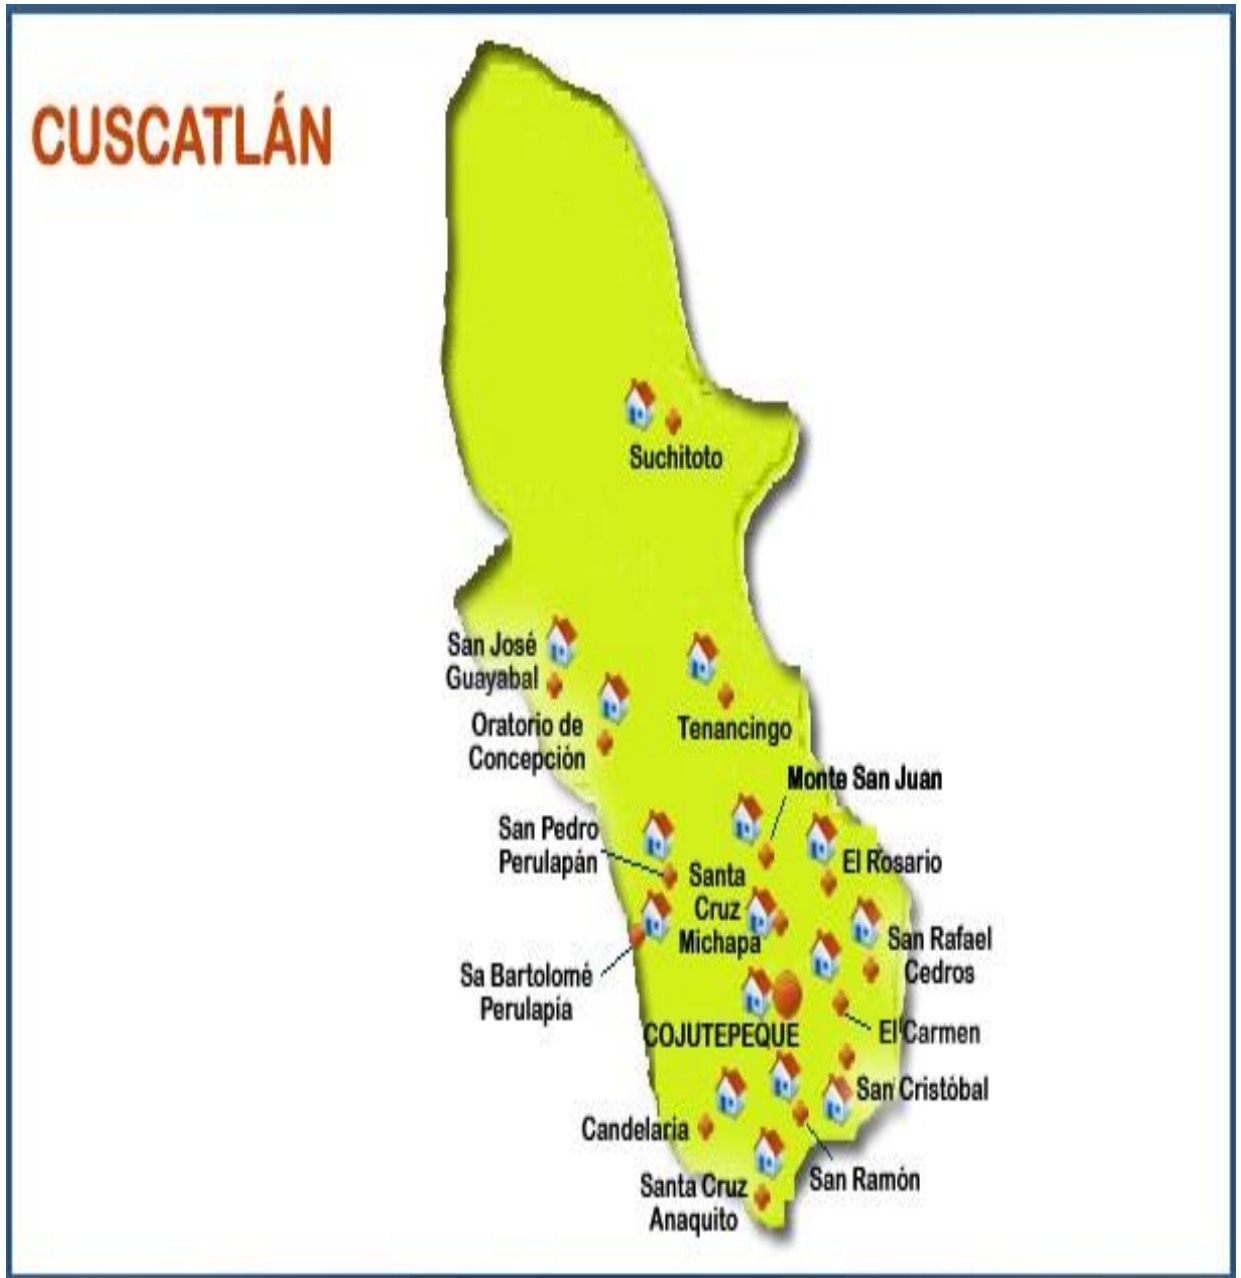 CUSCATLÁN
Suchitoto
San José
Guayabal
Oratorio de
Concepción
Tenancingo
Monte San Juan
San Pedro
Perulapán
El Rosario
Santa
Cruz
Michapa
San Rafael
Cedros
Sa Bartolomé
Perulapia
COJUTEPEQUE
El Carmen
San Cristóbal
Candelaria
San Ramón
Santa Cruz
Anaquito